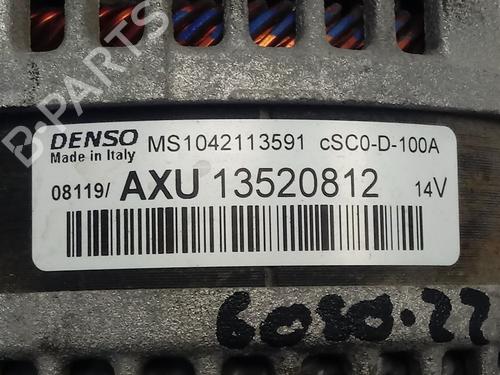 DENSO MS1042113591 cSC0-D-100A
Made in Italy
08119/ AXU 13520812 14V
6080.22
B-PARTS